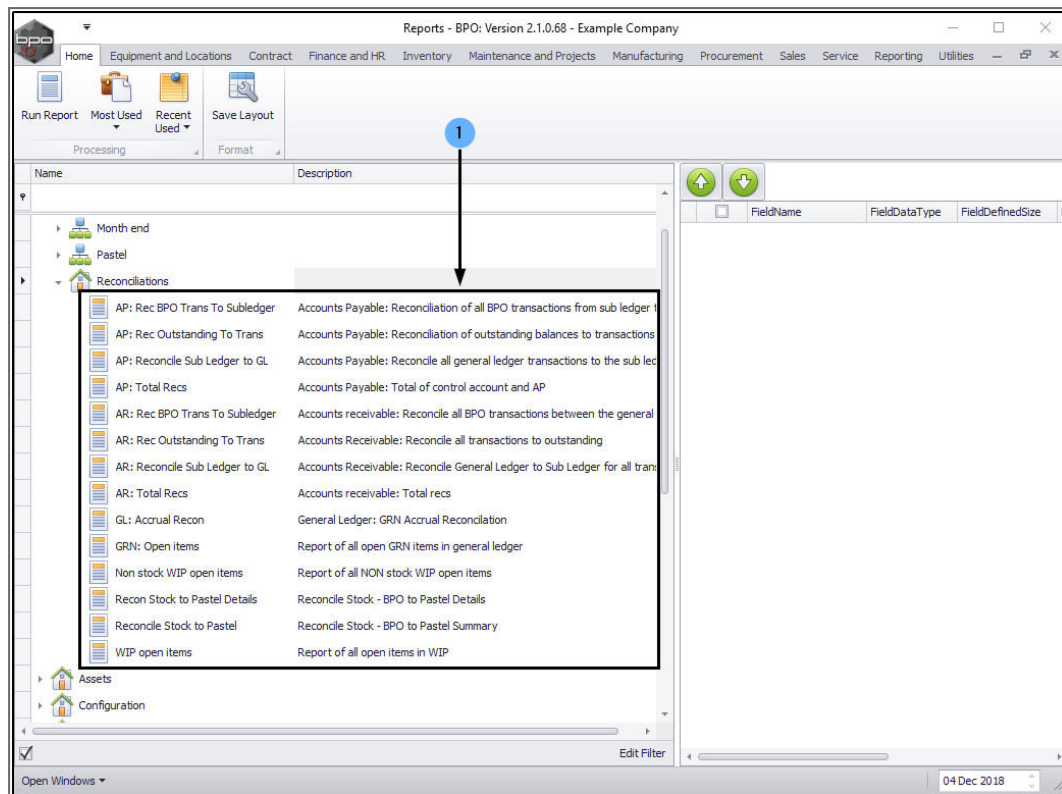 Reports - BPO: Version 2.1.0.68 - Example Company
bpo
Home Equipment and Locations Contract Finance and HR Inventory Maintenance and Projects Manufacturing Procurement Sales Service Reporting Utilities
Run Report Most Used Recent Used Save Layout
Processing Format
1
Name Description
FieldName FieldDataType FieldDefinedSize
Month end
Pastel
Reconciliations
AP: Rec BPO Trans To Subledger Accounts Payable: Reconciliation of all BPO transactions from sub ledger
AP: Rec Outstanding To Trans Accounts Payable: Reconciliation of outstanding balances to transactions
AP: Reconcile Sub Ledger to GL Accounts Payable: Reconcile all general ledger transactions to the sub led
AP: Total Recs Accounts Payable: Total of control account and AP
AR: Rec BPO Trans To Subledger Accounts receivable: Reconcile all BPO transactions between the general
AR: Rec Outstanding To Trans Accounts Receivable: Reconcile all transactions to outstanding
AR: Reconcile Sub Ledger to GL Accounts Receivable: Reconcile General Ledger to Sub Ledger for all tran
AR: Total Recs Accounts receivable: Total recs
GL: Accrual Recon General Ledger: GRN Accrual Reconcilation
GRN: Open items Report of all open GRN items in general ledger
Non stock WIP open items Report of all NON stock WIP open items
Recon Stock to Pastel Details Reconcile Stock - BPO to Pastel Details
Reconcile Stock to Pastel Reconcile Stock - BPO to Pastel Summary
WIP open items Report of all open items in WIP
Assets
Configuration
Edit Filter
Open Windows 04 Dec 2018